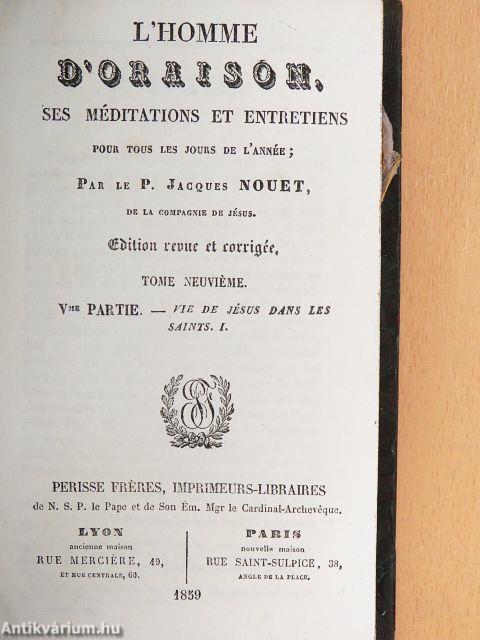 L'HOMME
D'ORAISON,
SES MÉDITATIONS ET ENTRETIENS
POUR TOUS LES JOURS DE L'ANNÉE;
PAR LE P. JACQUES NOUET,
DE LA COMPAGNIE DE JÉSUS.
Edition revue et corrigée,
TOME NEUVIÈME.
VME PARTIE. — VIE DE JÉSUS DANS LES
SAINTS. I.
PERISSE FRÈRES, IMPRIMEURS-LIBRAIRES
de N. S. P. le Pape et de Son Ém. Mgr le Cardinal-Archevêque.
LYON
ancienne maison
RUE MERCIÈRE, 49,
ET RUE CENTRALE, 60.
PARIS
nouvelle maison
RUE SAINT-SULPICE, 38,
ANGLE DE LA PLACE.
1859
Antikvárium.hu